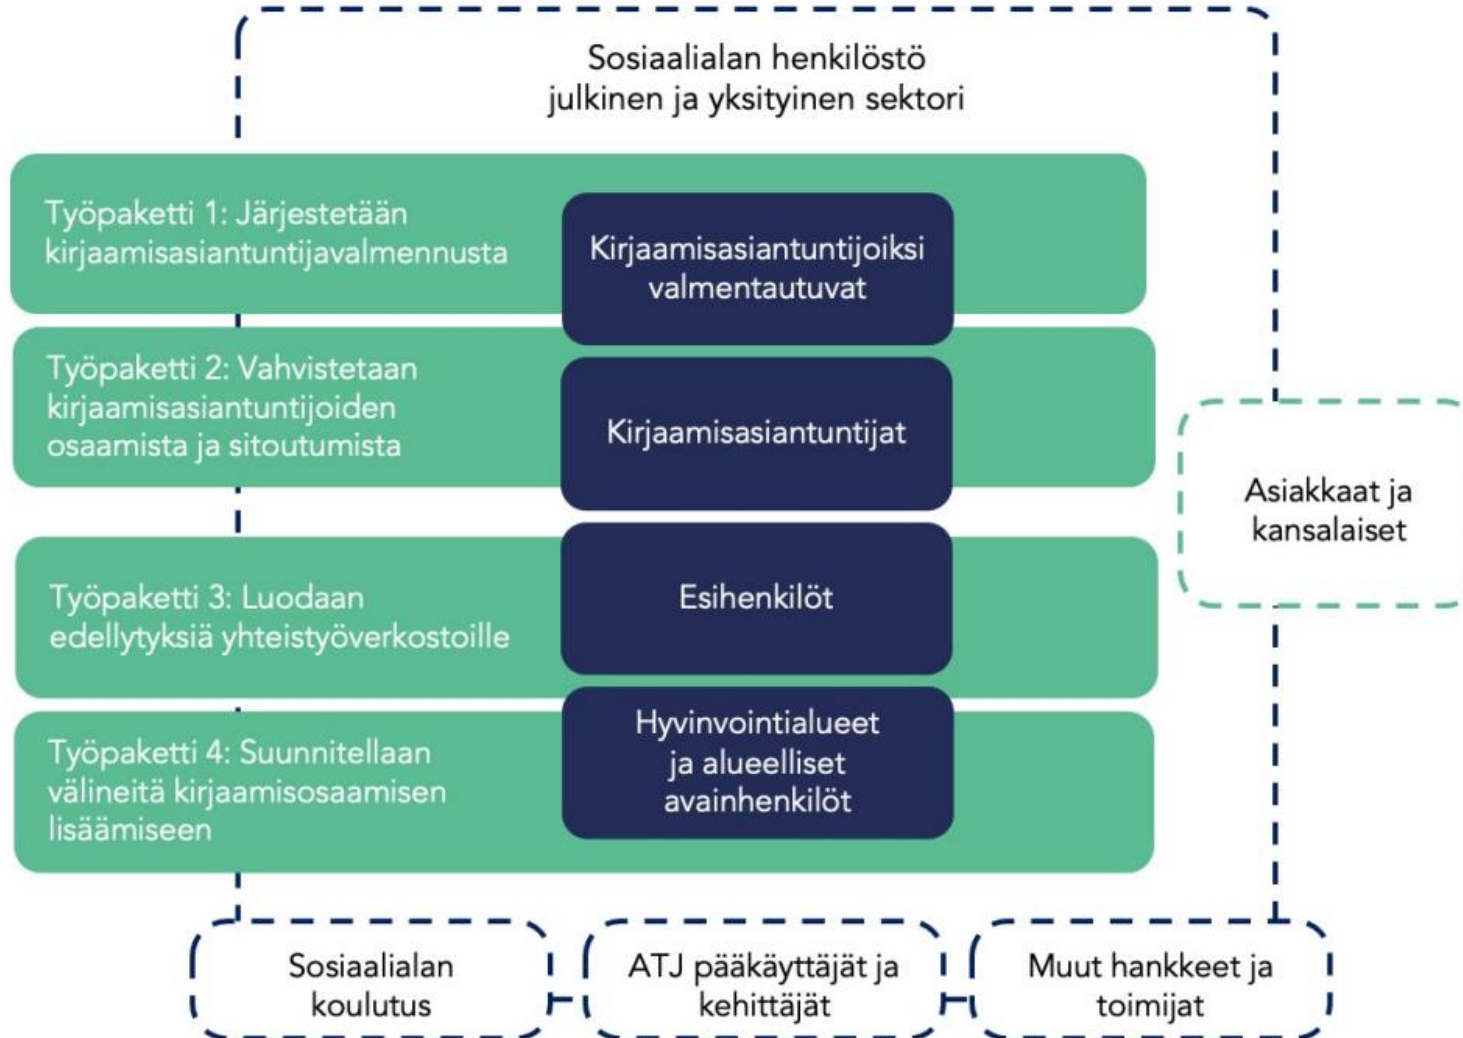 Sosiaalialan henkilöstö
julkinen ja yksityinen sektori
Työpaketti 1: Järjestetään
kirjaamisasiantuntijavalmennusta
Kirjaamisasiantuntijoiksi
valmentautuvat
Työpaketti 2: Vahvistetaan
kirjaamisasiantuntijoiden
osaamista ja sitoutumista
Kirjaamisasiantuntijat
Työpaketti 3: Luodaan
edellytyksiä yhteistyöverkostoille
Esihenkilöt
Työpaketti 4: Suunnitellaan
välineitä kirjaamisosaamisen
lisäämiseen
Hyvinvointialueet
ja alueelliset
avainhenkilöt
Asiakkaat ja
kansalaiset
Sosiaalialan
koulutus
ATJ pääkäyttäjät ja
kehittäjät
Muut hankkeet ja
toimijat